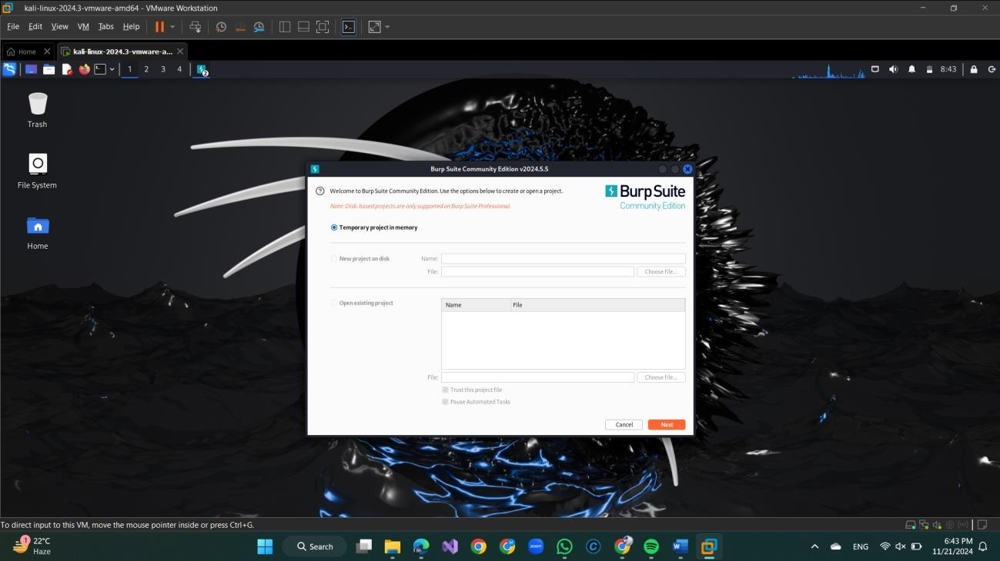 kali-linux-2024.3-vmware-amd64 - VMware Workstation
File Edit View VM Tabs Help
Home kali-linux-2024.3-vmware-a...
1 2 3 4 2 8:43
Trash
File System
Home
Burp Suite Community Edition v2024.5.5
Welcome to Burp Suite Community Edition. Use the options below to create or open a project.
Note: Disk-based projects are only supported on Burp Suite Professional.
Burp Suite
Community Edition
Temporary project in memory
New project on disk Name:
File: Choose file...
Open existing project Name File
File: Choose file...
Trust this project file
Pause Automated Tasks
Cancel Next
To direct input to this VM, move the mouse pointer inside or press Ctrl+G.
1 22°C
Haze
Search
zoom
ENG
6:43 PM
11/21/2024